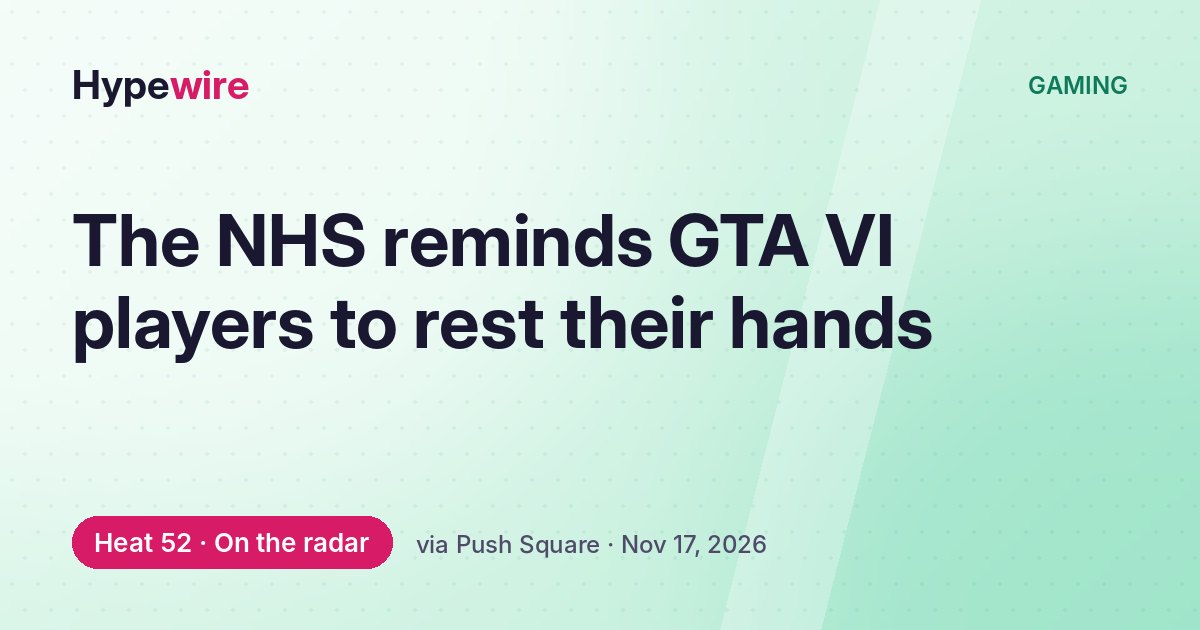 Hypewire
GAMING
The NHS reminds GTA VI
players to rest their hands
Heat 52 · On the radar
via Push Square · Nov 17, 2026